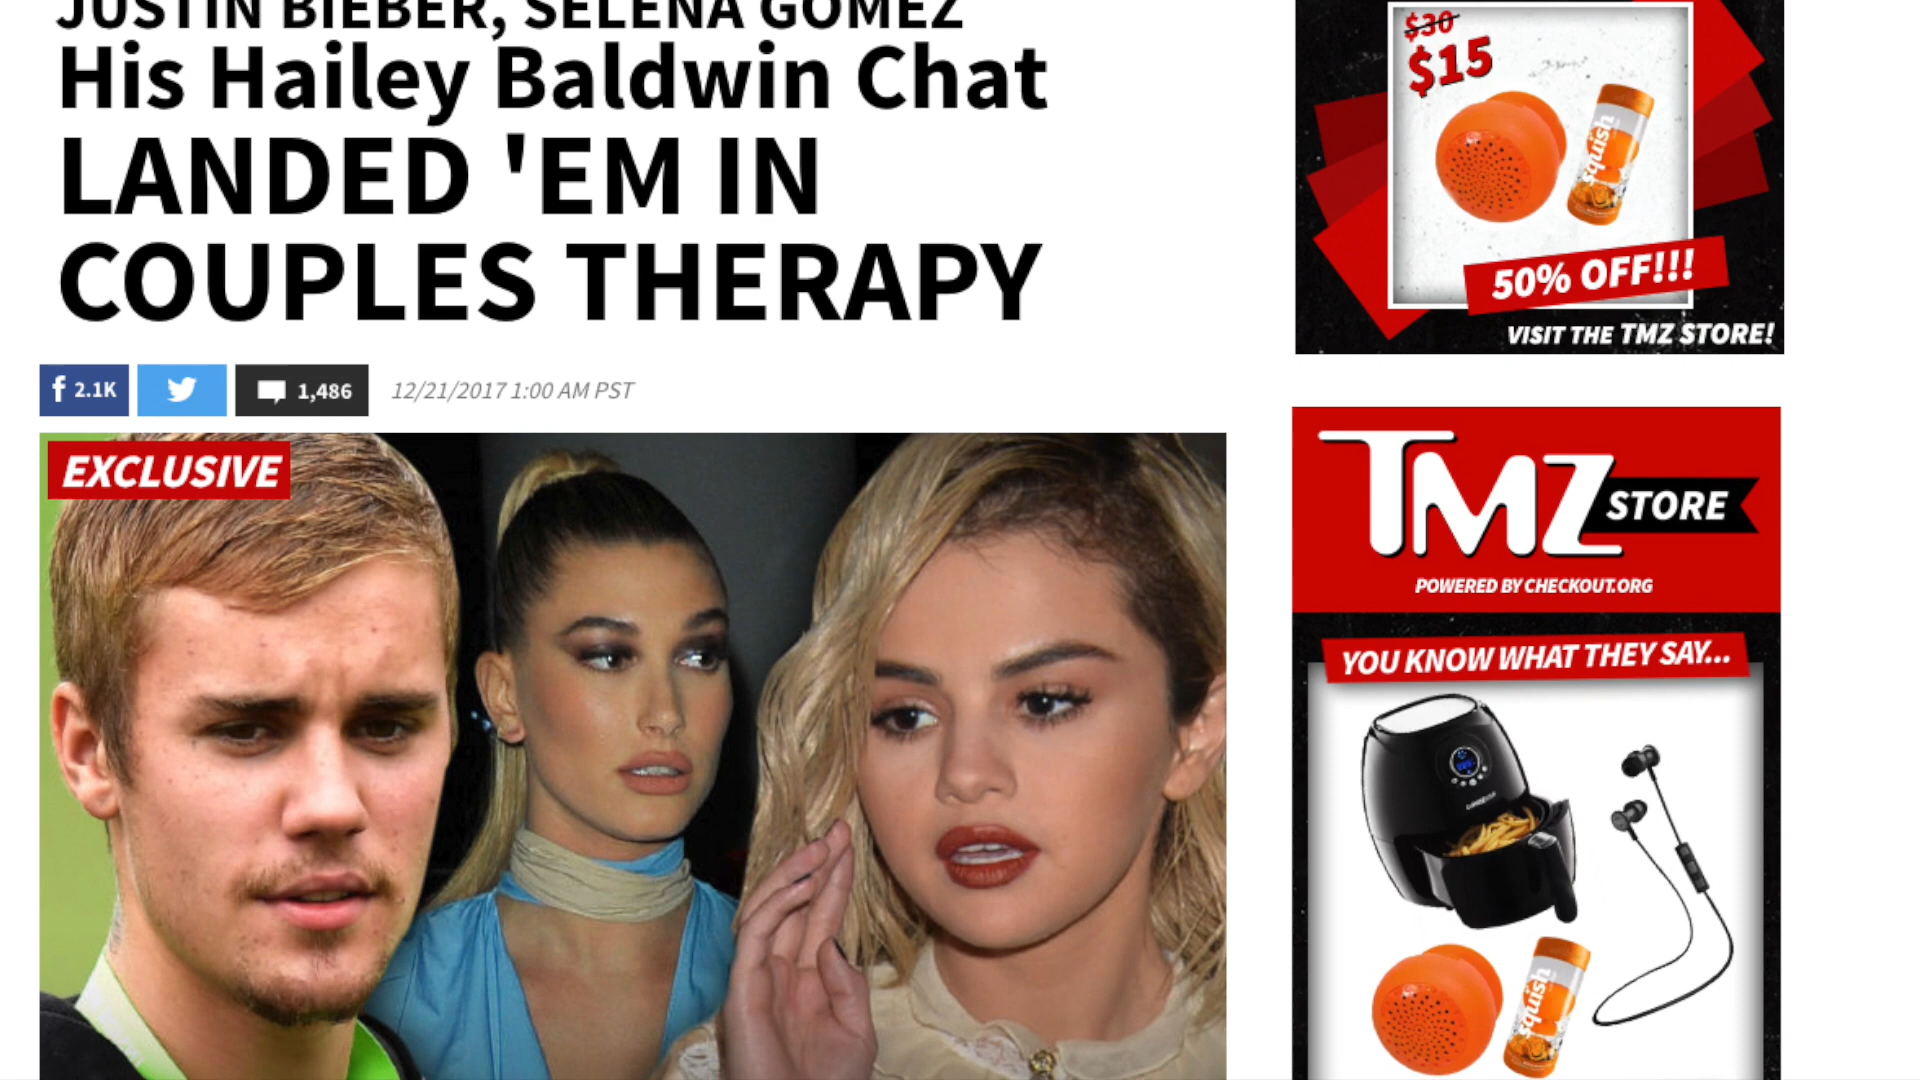 JUSTIN BIEBER, SELENA GOMEZ
His Hailey Baldwin Chat
LANDED 'EM IN
COUPLES THERAPY
f 2.1K
1,486
12/21/2017 1:00 AM PST
EXCLUSIVE
$30
$15
squish
50% OFF!!!
VISIT THE TMZ STORE!
TMZ STORE
POWERED BY CHECKOUT.ORG
YOU KNOW WHAT THEY SAY...
squish